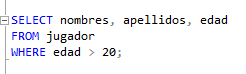 SELECT nombres, apellidos, edad
FROM jugador
WHERE edad > 20;